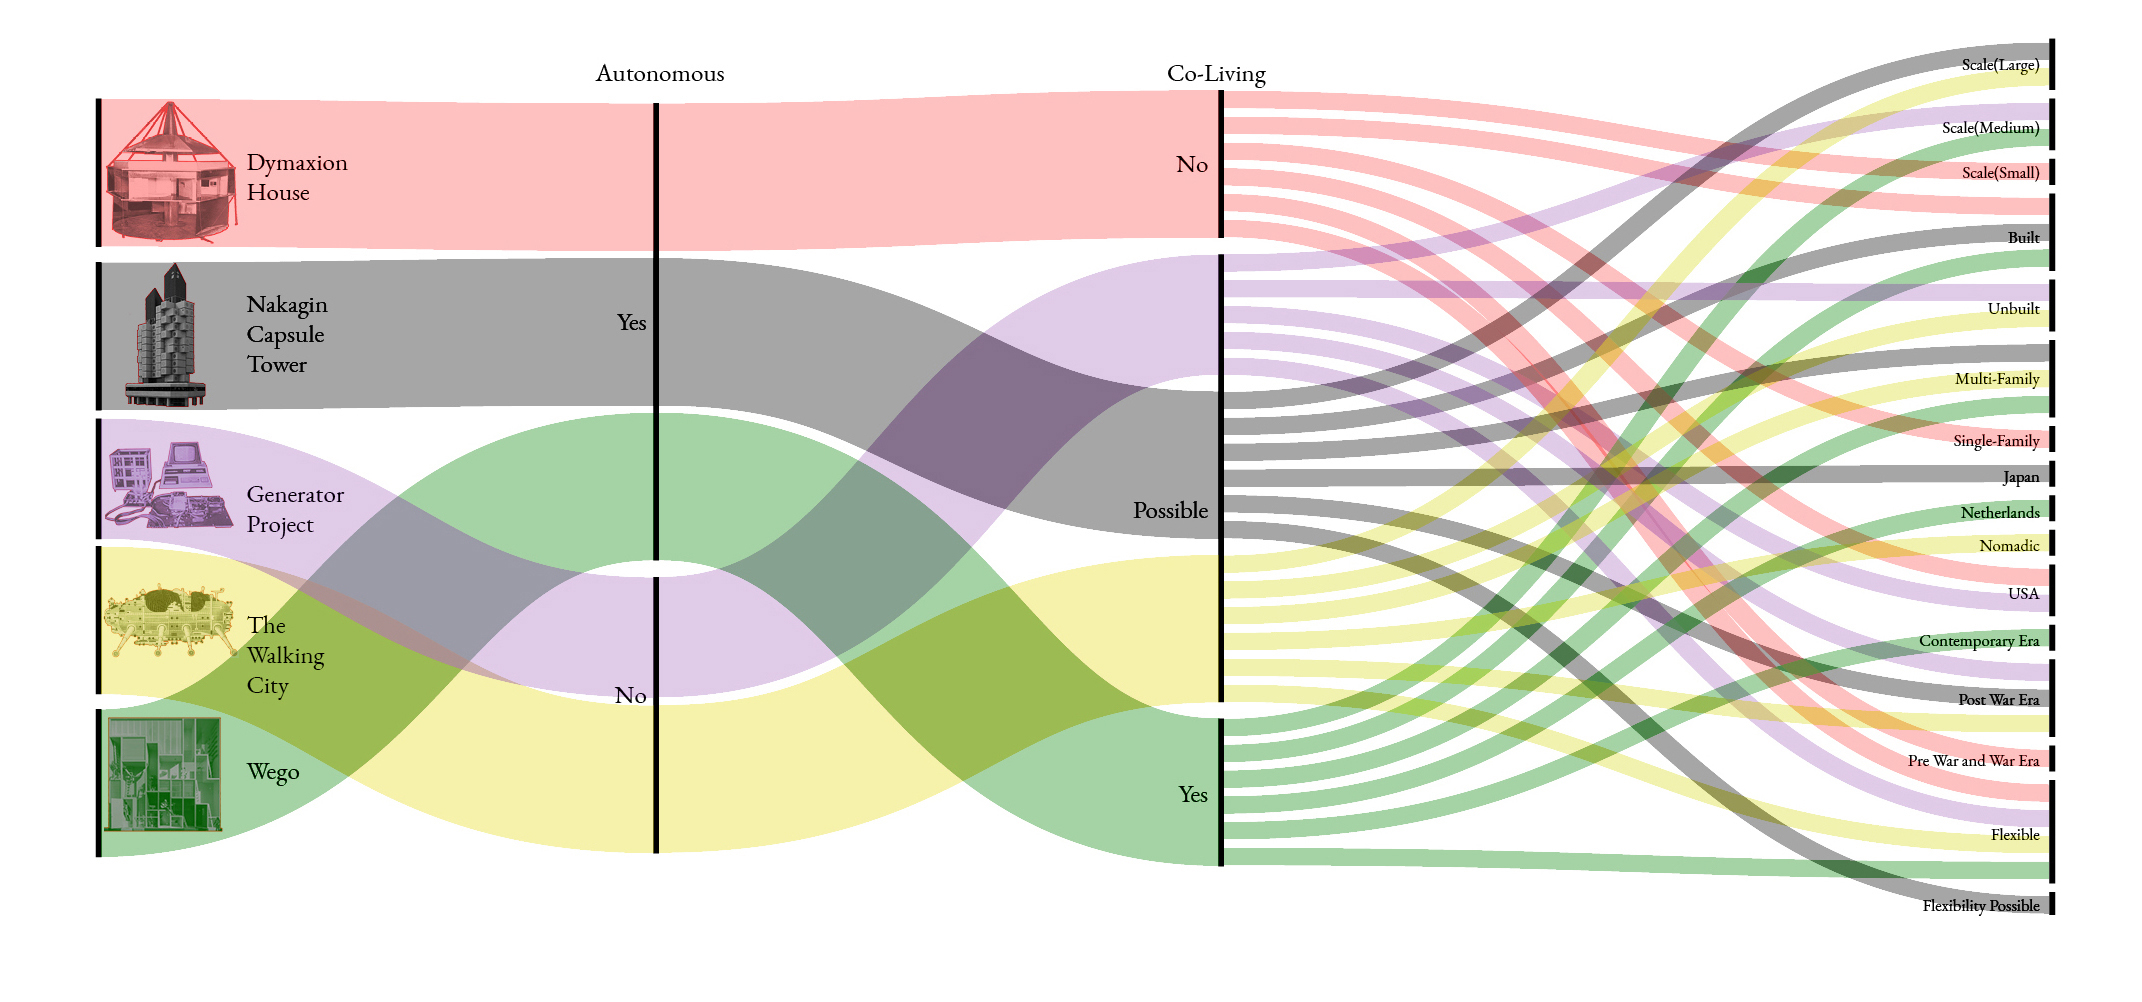 Autonomous
Co-Living
Dymaxion
House
Nakagin
Capsule
Tower
Generator
Project
The
Walking
City
Wego
Yes
No
No
Possible
Yes
Scale(Large)
Scale(Medium)
Scale(Small)
Built
Unbuilt
Multi-Family
Single-Family
Japan
Netherlands
Nomadic
USA
Contemporary Era
Post War Era
Pre War and War Era
Flexible
Flexibility Possible